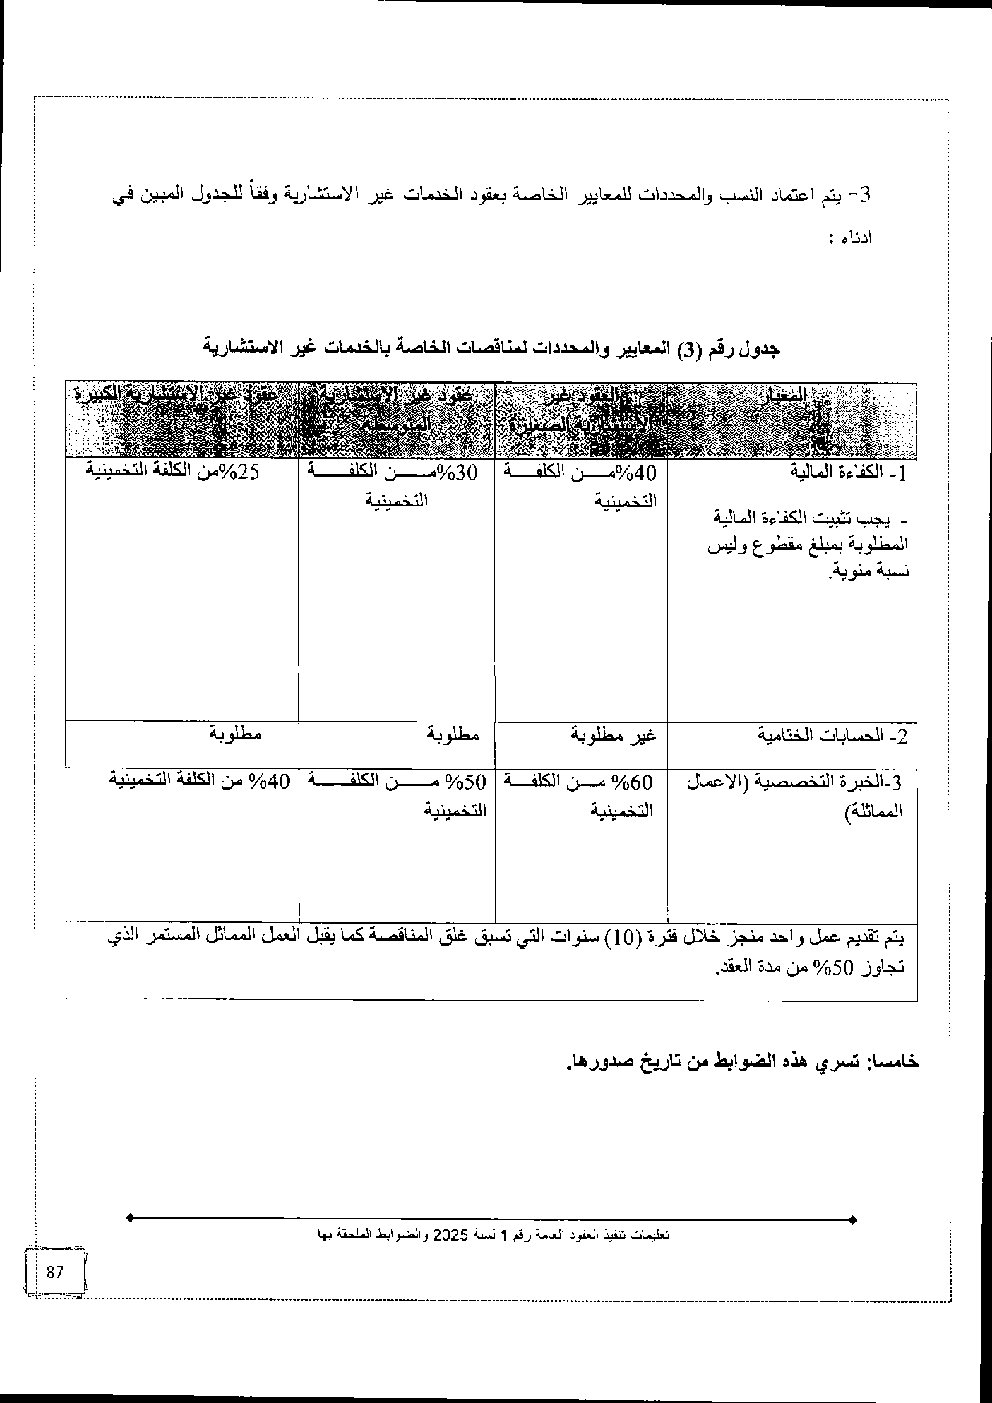 3- يتم اعتماد النسب والمحددات للمعايير الخاصة بعقود الخدمات غير الاستشارية وفقاً للجدول المبين في
ادناه :
جدول رقم (3) المعايير والمحددات لمناقصات الخاصة بالخدمات غير الاستشارية
المعيار
العقود غير
الاستشارية الصغيرة
عقود غير الاستشارية
المتوسطة
عقود غير الاستشارية الكبيرة
1- الكفاءة المالية
- يجب تثبيت الكفاءة المالية
المطلوبة بمبلغ مقطوع وليس
نسبة مئوية.
40%من الكلفة
التخمينية
30%من الكلفة
التخمينية
25%من الكلفة التخمينية
2- الحسابات الختامية
غير مطلوبة
مطلوبة
مطلوبة
3-الخبرة التخصصية (الاعمال
المماثلة)
60% من الكلفة
التخمينية
50% من الكلفة
التخمينية
40% من الكلفة التخمينية
يتم تقديم عمل واحد منجز خلال فترة (10) سنوات التي تسبق غلق المناقصة كما يقبل العمل المماثل المستمر الذي
تجاوز 50% من مدة العقد.
خامسا: تسري هذه الضوابط من تاريخ صدورها.
تعليمات تنفيذ العقود العامة رقم 1 لسنة 2025 والضوابط الملحقة بها
87